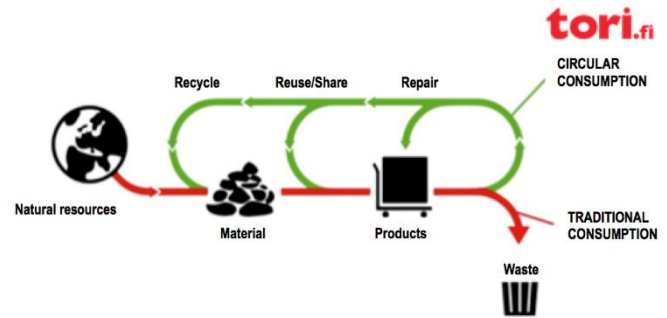 tori.fi
CIRCULAR
CONSUMPTION
Recycle
Reuse/Share
Repair
Natural resources
Material
Products
TRADITIONAL
CONSUMPTION
Waste